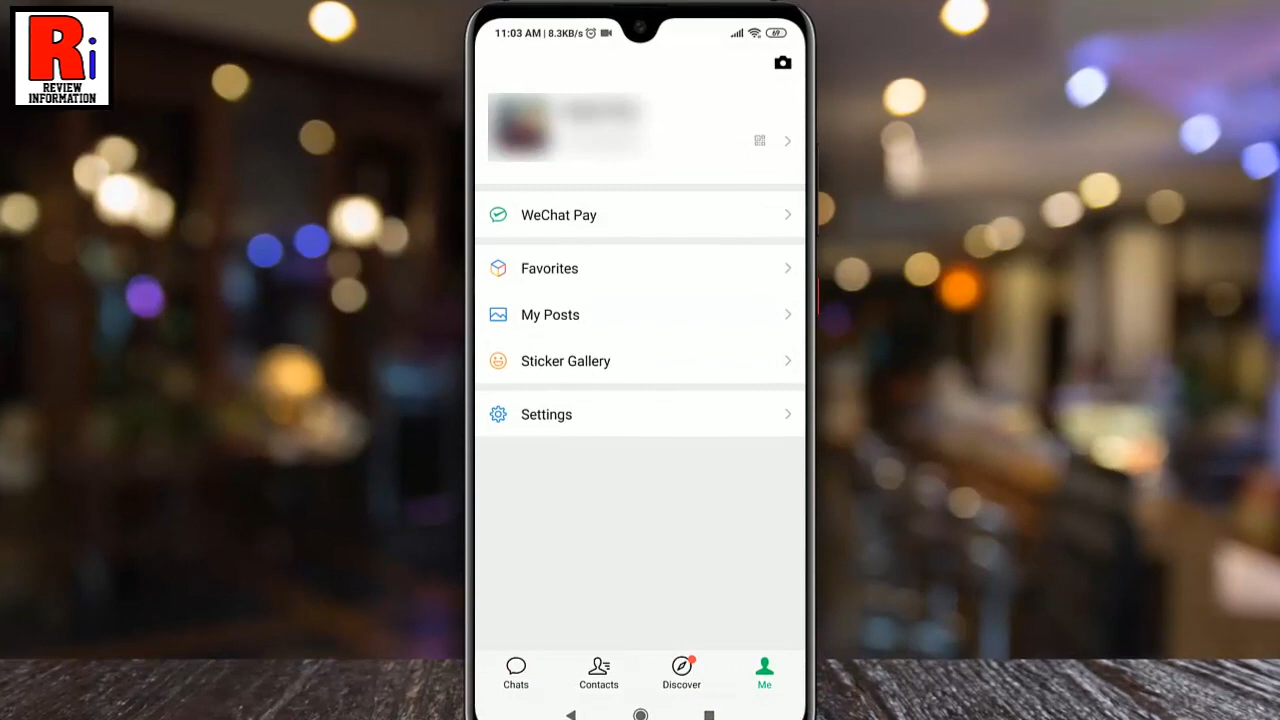 Ri
REVIEW
INFORMATION
11:03 AM | 8.3KB/s
69
WeChat Pay
Favorites
My Posts
Sticker Gallery
Settings
Chats
Contacts
Discover
Me